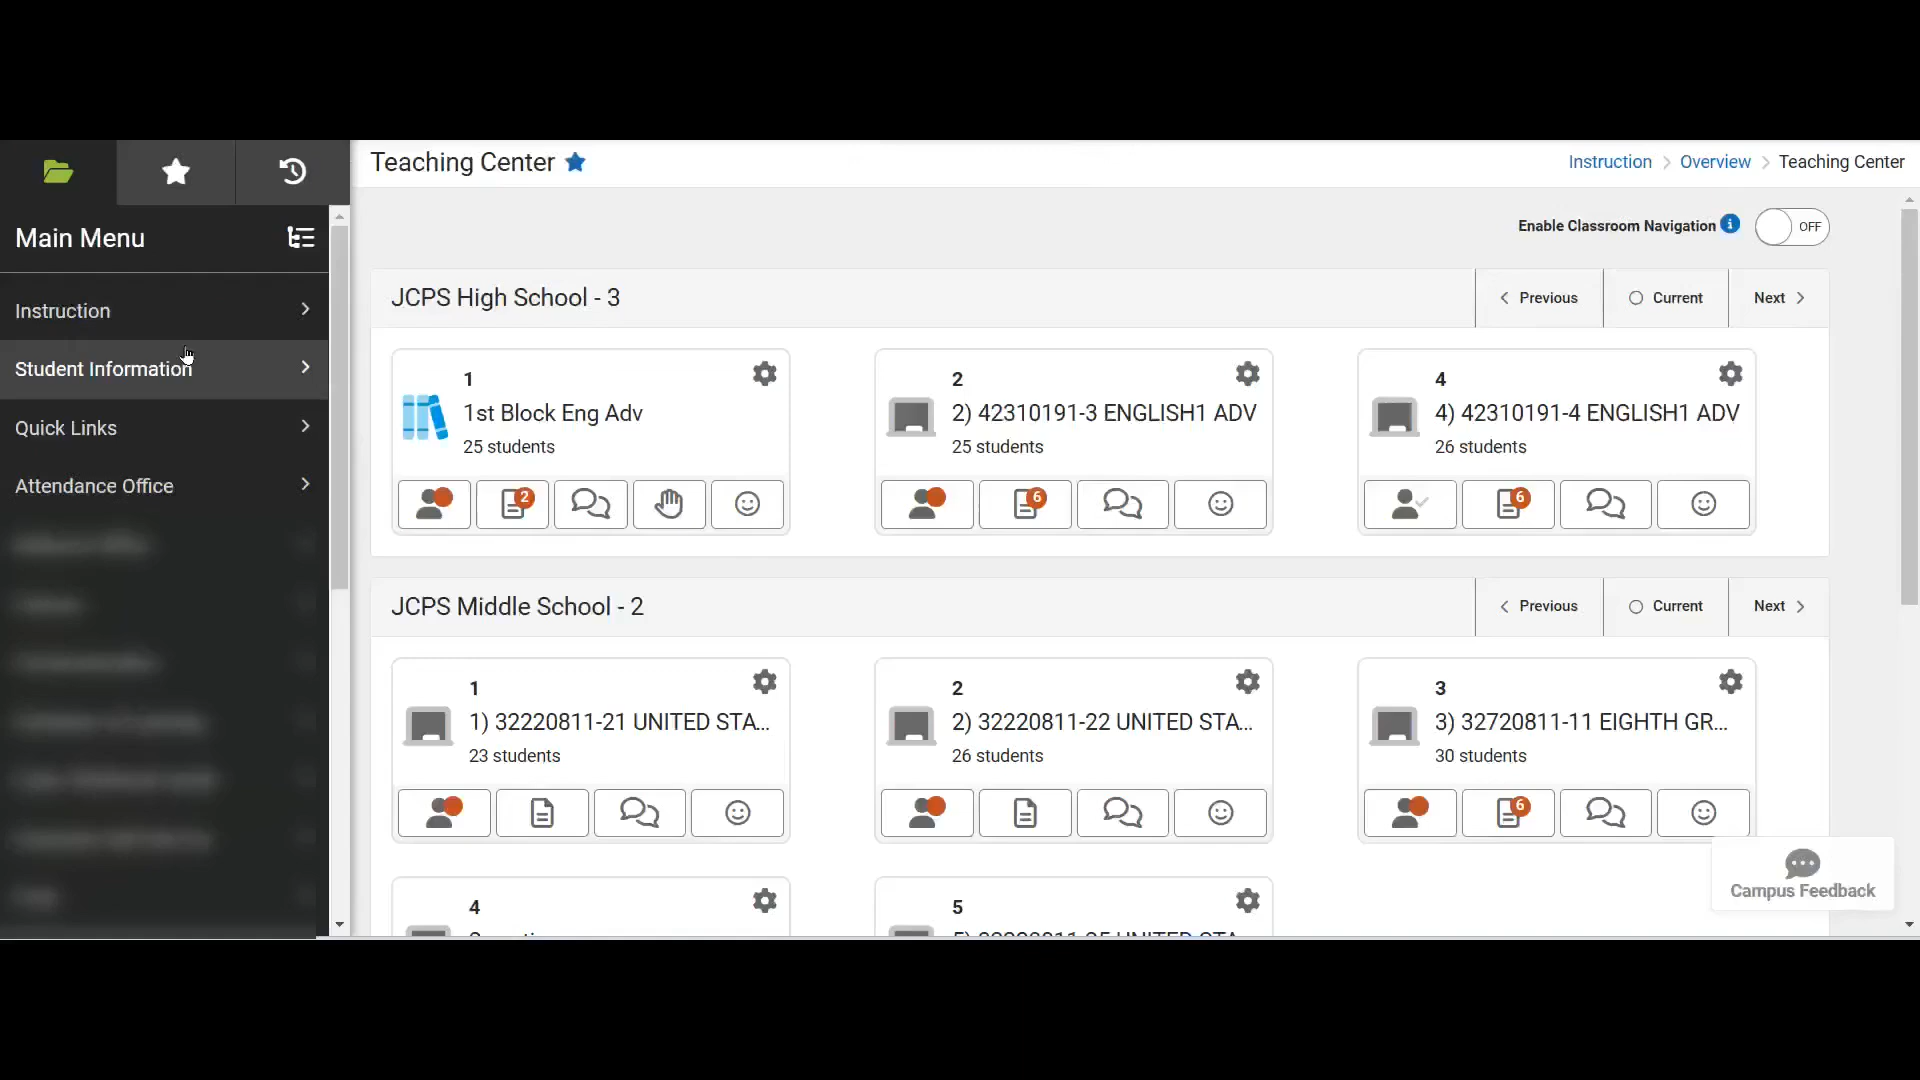 Teaching Center
Instruction > Overview > Teaching Center
Main Menu
Instruction
Student Information
Quick Links
Attendance Office
Enable Classroom Navigation
OFF
JCPS High School - 3
Previous
Current
Next
1
1st Block Eng Adv
25 students
2
2
2) 42310191-3 ENGLISH1 ADV
25 students
6
4
4) 42310191-4 ENGLISH1 ADV
26 students
6
JCPS Middle School - 2
Previous
Current
Next
1
1) 32220811-21 UNITED STA...
23 students
2
2) 32220811-22 UNITED STA...
26 students
3
3) 32720811-11 EIGHTH GR...
30 students
6
4
5
Campus Feedback